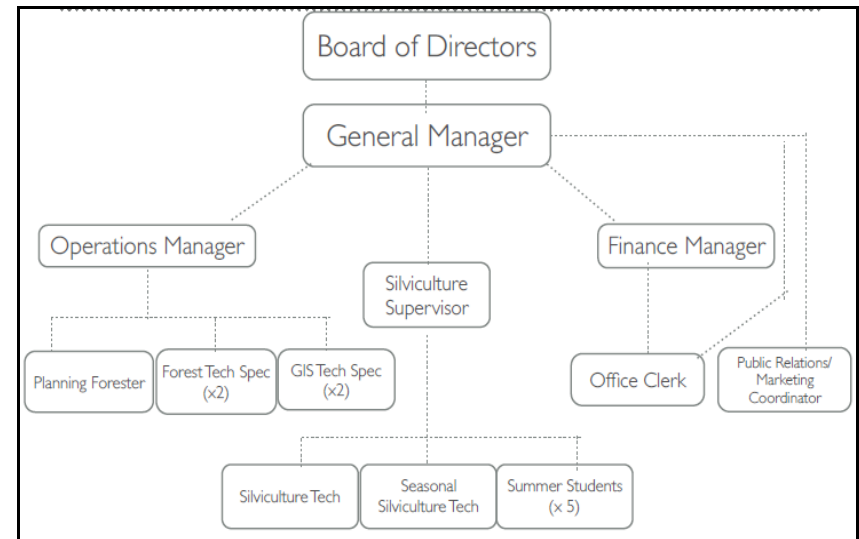 Board of Directors
General Manager
Operations Manager
Finance Manager
Silviculture
Supervisor
Planning Forester
Forest Tech Spec
(x2)
GIS Tech Spec
(x2)
Office Clerk
Public Relations/
Marketing
Coordinator
Silviculture Tech
Seasonal
Silviculture Tech
Summer Students
(x 5)